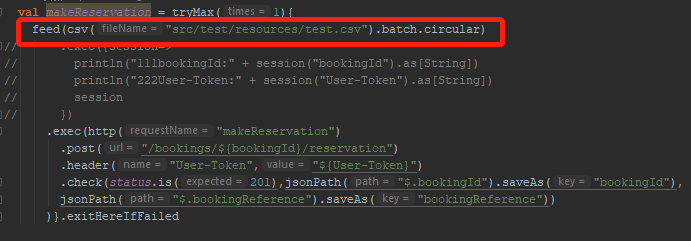 val makeReservation = tryMax( times = 1){
feed(csv( fileName = "src/test/resources/test.csv").batch.circular)
// .exec(session=>
// println("111bookingId:" + session("bookingId").as[String])
// println("222User-Token:" + session("User-Token").as[String])
// session
// })
.exec(http( requestName = "makeReservation")
.post( url = "/bookings/${bookingId}/reservation")
.header( name = "User-Token", value = "${User-Token}")
.check(status.is( expected = 201),jsonPath( path = "$.bookingId").saveAs( key = "bookingId"),
jsonPath( path = "$.bookingReference").saveAs( key = "bookingReference"))
)}.exitHereIfFailed